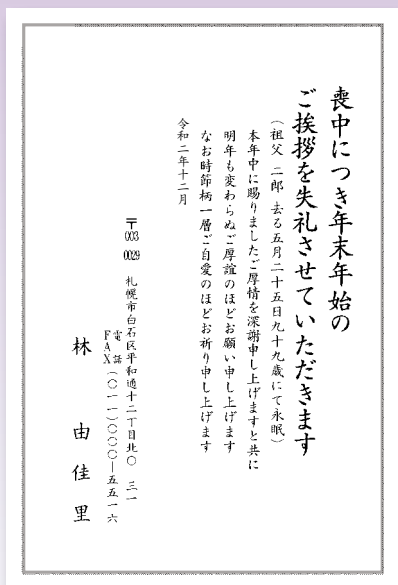 喪中につき年末年始の
ご挨拶を失礼させていただきます
（祖父 二郎 去る五月二十五日九十九歳にて永眠）
本年中に賜りましたご厚情を深謝申し上げますと共に
明年も変わらぬご厚誼のほどお願い申し上げます
なお時節柄一層ご自愛のほどお祈り申し上げます
令和二年十二月
〒003 0029 札幌市白石区平和通十二丁目北〇 三一
電話
FAX（〇一一）〇〇〇―五五一六
林 由佳里